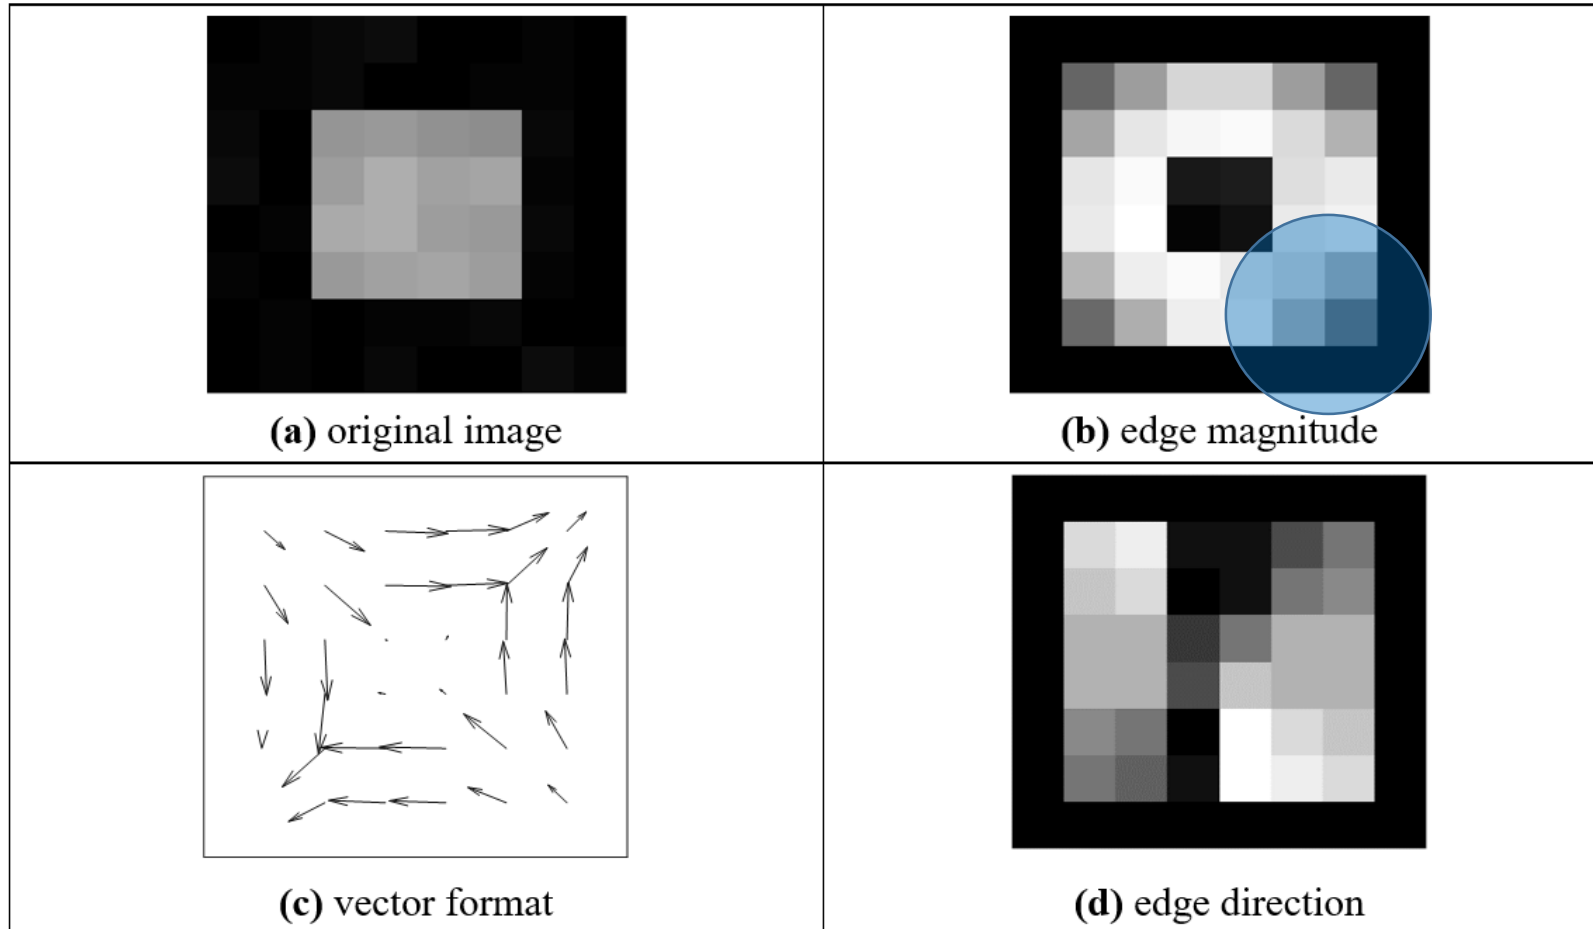 (a) original image
(b) edge magnitude
(c) vector format
(d) edge direction